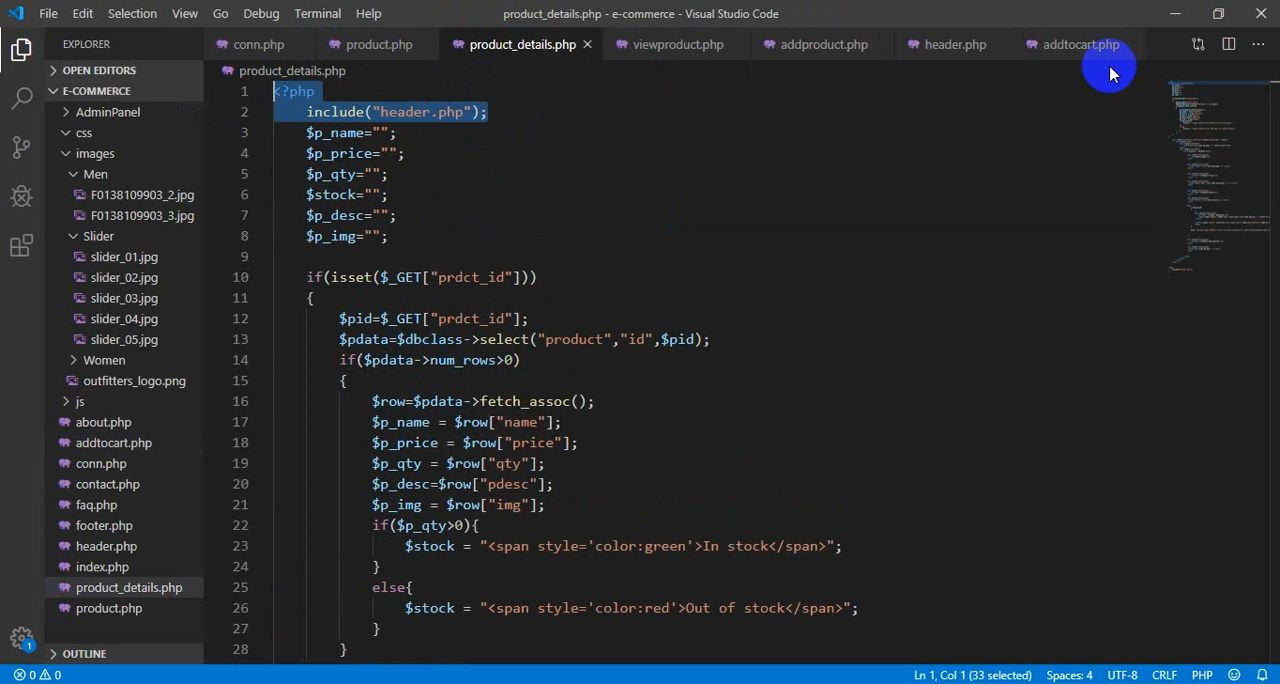 File Edit Selection View Go Debug Terminal Help product_details.php - e-commerce - Visual Studio Code
EXPLORER
conn.php product.php product_details.php viewproduct.php addproduct.php header.php addtocart.php
OPEN EDITORS
E-COMMERCE
AdminPanel
css
images
Men
F0138109903_2.jpg
F0138109903_3.jpg
Slider
slider_01.jpg
slider_02.jpg
slider_03.jpg
slider_04.jpg
slider_05.jpg
Women
outfitters_logo.png
js
about.php
addtocart.php
conn.php
contact.php
faq.php
footer.php
header.php
index.php
product_details.php
product.php
OUTLINE
product_details.php
1 <?php
2 include("header.php");
3 $p_name="";
4 $p_price="";
5 $p_qty="";
6 $stock="";
7 $p_desc="";
8 $p_img="";
9
10 if(isset($_GET["prdct_id"]))
11 {
12 $pid=$_GET["prdct_id"];
13 $pdata=$dbclass->select("product","id",$pid);
14 if($pdata->num_rows>0)
15 {
16 $row=$pdata->fetch_assoc();
17 $p_name = $row["name"];
18 $p_price = $row["price"];
19 $p_qty = $row["qty"];
20 $p_desc=$row["pdesc"];
21 $p_img = $row["img"];
22 if($p_qty>0){
23 $stock = "<span style='color:green'>In stock</span>";
24 }
25 else{
26 $stock = "<span style='color:red'>Out of stock</span>";
27 }
28 }
1
0 0 Ln 1, Col 1 (33 selected) Spaces: 4 UTF-8 CRLF PHP